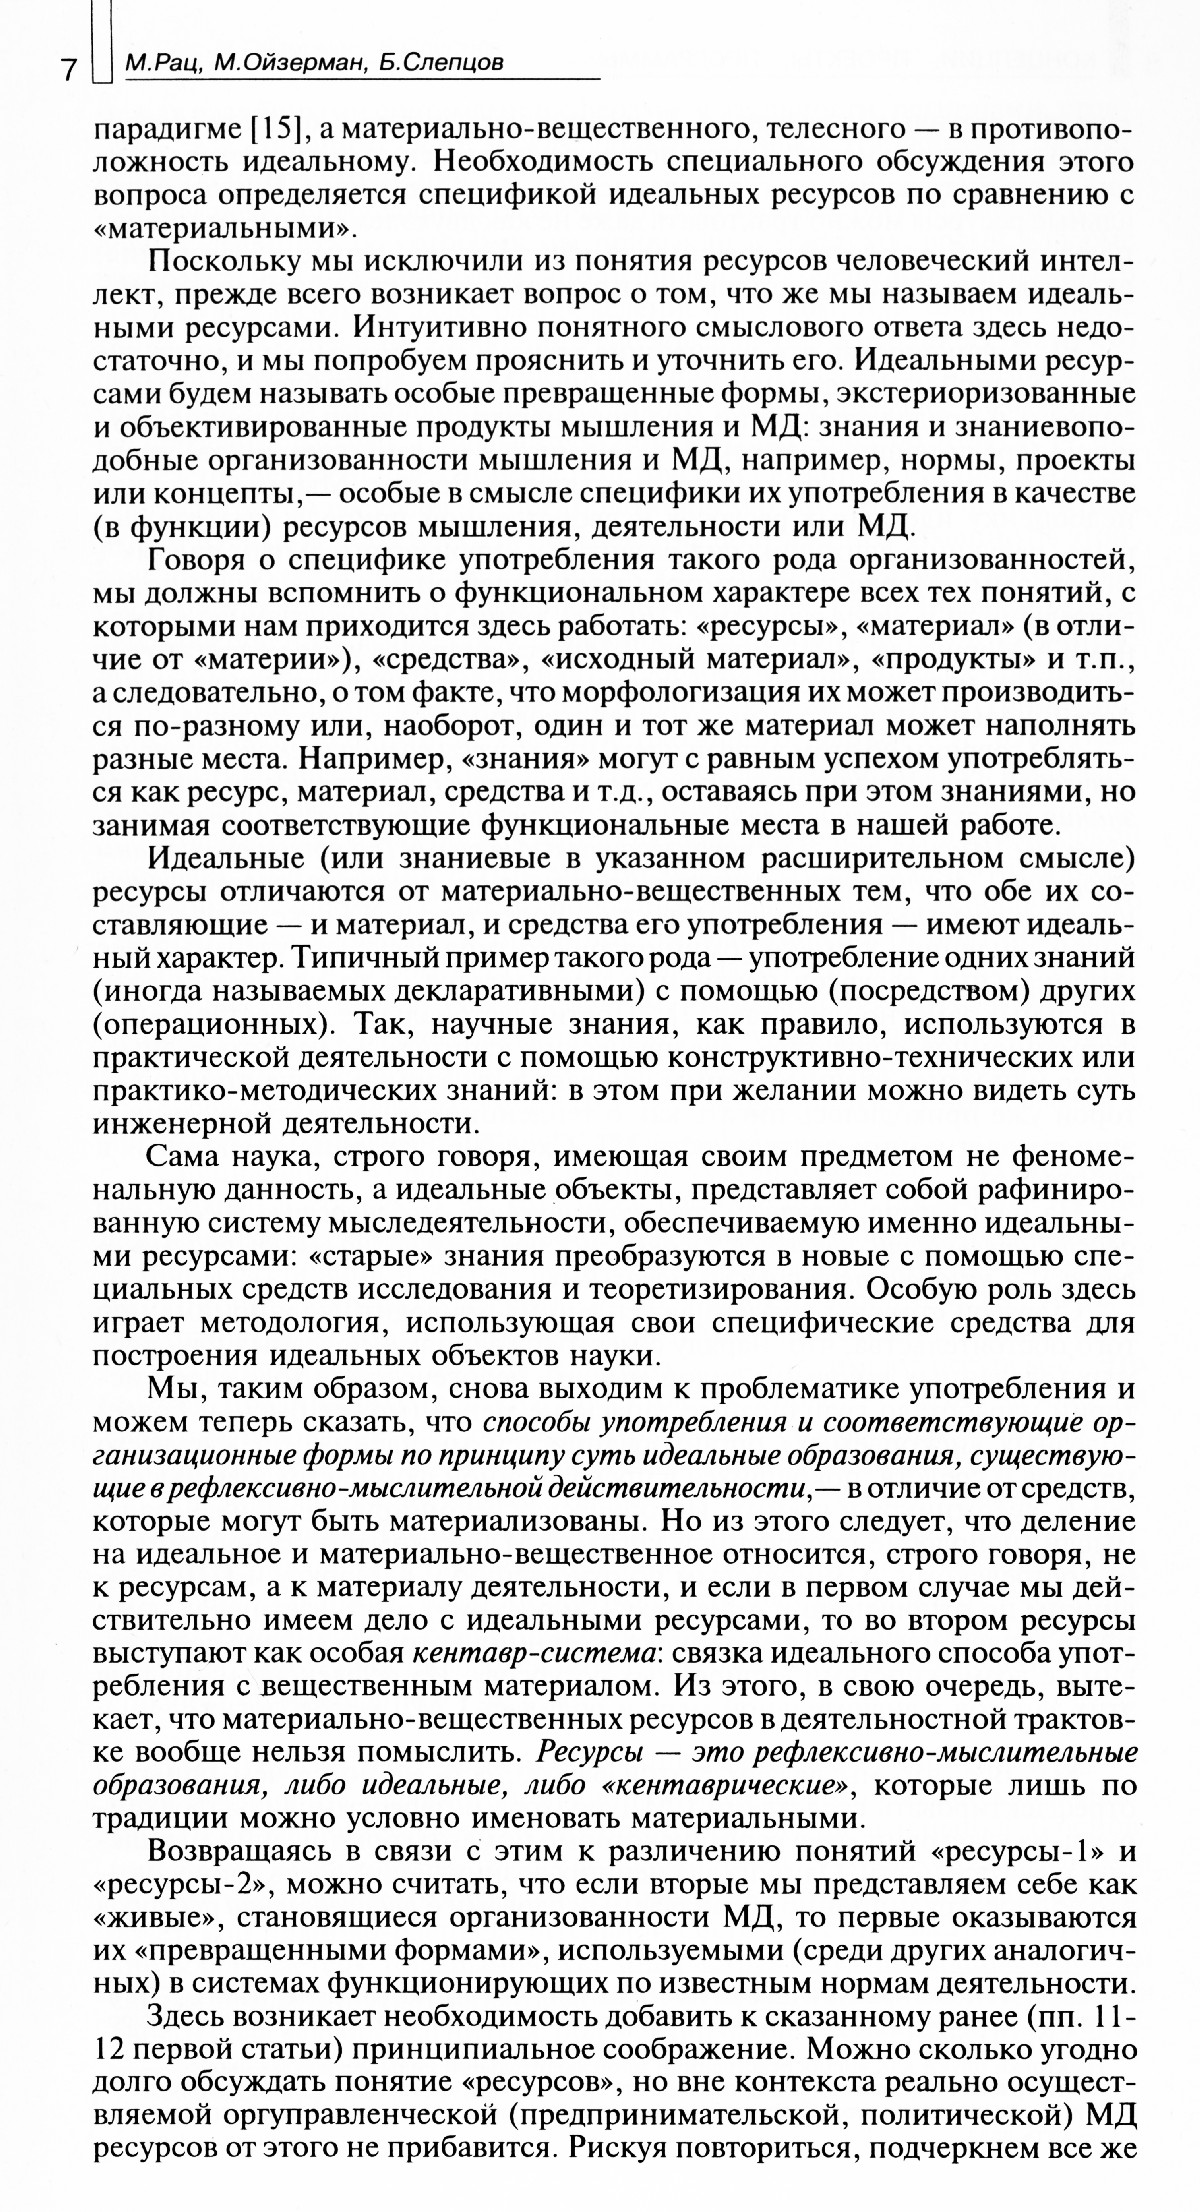 7
М.Рац, М.Ойзерман, Б.Слепцов
парадигме [15], а материально-вещественного, телесного — в противопо-
ложность идеальному. Необходимость специального обсуждения этого
вопроса определяется спецификой идеальных ресурсов по сравнению с
«материальными».
Поскольку мы исключили из понятия ресурсов человеческий интел-
лект, прежде всего возникает вопрос о том, что же мы называем идеаль-
ными ресурсами. Интуитивно понятного смыслового ответа здесь недо-
статочно, и мы попробуем прояснить и уточнить его. Идеальными ресур-
сами будем называть особые превращенные формы, экстериоризованные
и объективированные продукты мышления и МД: знания и знаниевопо-
добные организованности мышления и МД, например, нормы, проекты
или концепты,— особые в смысле специфики их употребления в качестве
(в функции) ресурсов мышления, деятельности или МД.
Говоря о специфике употребления такого рода организованностей,
мы должны вспомнить о функциональном характере всех тех понятий, с
которыми нам приходится здесь работать: «ресурсы», «материал» (в отли-
чие от «материи»), «средства», «исходный материал», «продукты» и т.п.,
а следовательно, о том факте, что морфологизация их может производить-
ся по-разному или, наоборот, один и тот же материал может наполнять
разные места. Например, «знания» могут с равным успехом употреблять-
ся как ресурс, материал, средства и т.д., оставаясь при этом знаниями, но
занимая соответствующие функциональные места в нашей работе.
Идеальные (или знаниевые в указанном расширительном смысле)
ресурсы отличаются от материально-вещественных тем, что обе их со-
ставляющие — и материал, и средства его употребления — имеют идеаль-
ный характер. Типичный пример такого рода — употребление одних знаний
(иногда называемых декларативными) с помощью (посредством) других
(операционных). Так, научные знания, как правило, используются в
практической деятельности с помощью конструктивно-технических или
практико-методических знаний: в этом при желании можно видеть суть
инженерной деятельности.
Сама наука, строго говоря, имеющая своим предметом не феноме-
нальную данность, а идеальные объекты, представляет собой рафиниро-
ванную систему мыследеятельности, обеспечиваемую именно идеальны-
ми ресурсами: «старые» знания преобразуются в новые с помощью спе-
циальных средств исследования и теоретизирования. Особую роль здесь
играет методология, использующая свои специфические средства для
построения идеальных объектов науки.
Мы, таким образом, снова выходим к проблематике употребления и
можем теперь сказать, что способы употребления и соответствующие ор-
ганизационные формы по принципу суть идеальные образования, существую-
щие в рефлексивно-мыслительной действительности,— в отличие от средств,
которые могут быть материализованы. Но из этого следует, что деление
на идеальное и материально-вещественное относится, строго говоря, не
к ресурсам, а к материалу деятельности, и если в первом случае мы дей-
ствительно имеем дело с идеальными ресурсами, то во втором ресурсы
выступают как особая кентавр-система: связка идеального способа упот-
ребления с вещественным материалом. Из этого, в свою очередь, выте-
кает, что материально-вещественных ресурсов в деятельностной трактов-
ке вообще нельзя помыслить. Ресурсы — это рефлексивно-мыслительные
образования, либо идеальные, либо «кентаврические», которые лишь по
традиции можно условно именовать материальными.
Возвращаясь в связи с этим к различению понятий «ресурсы-1» и
«ресурсы-2», можно считать, что если вторые мы представляем себе как
«живые», становящиеся организованности МД, то первые оказываются
их «превращенными формами», используемыми (среди других аналогич-
ных) в системах функционирующих по известным нормам деятельности.
Здесь возникает необходимость добавить к сказанному ранее (пп. 11-
12 первой статьи) принципиальное соображение. Можно сколько угодно
долго обсуждать понятие «ресурсов», но вне контекста реально осущест-
вляемой оргуправленческой (предпринимательской, политической) МД
ресурсов от этого не прибавится. Рискуя повториться, подчеркнем все же